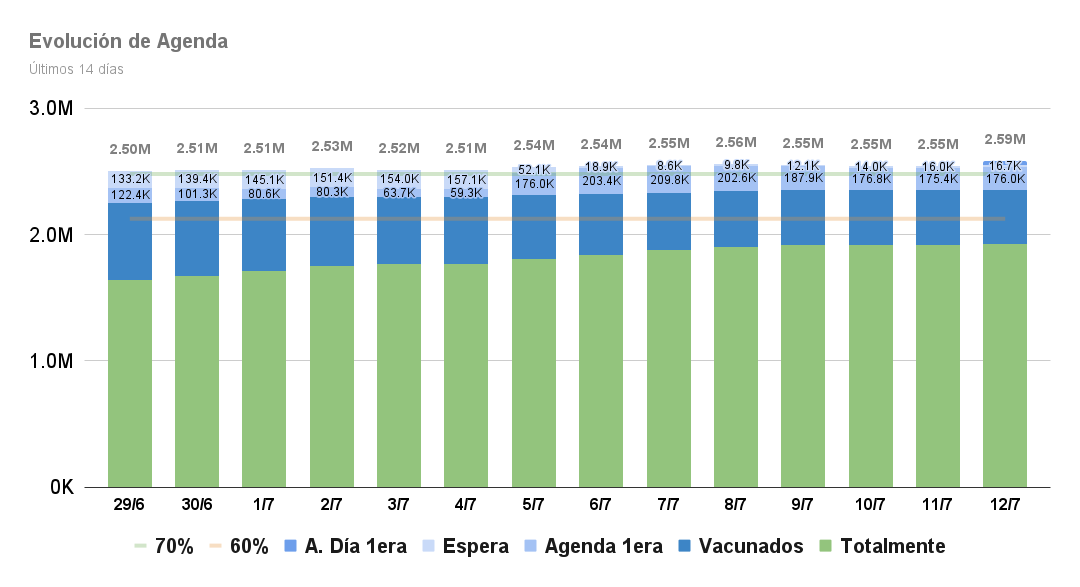 Evolución de Agenda
Últimos 14 días
3.0M
2.50M 2.51M 2.51M 2.53M 2.52M 2.51M 2.54M 2.54M 2.55M 2.56M 2.55M 2.55M 2.55M 2.59M
133.2K 139.4K 145.1K 151.4K 154.0K 157.1K 52.1K 18.9K 8.6K 9.8K 12.1K 14.0K 16.0K 16.7K
122.4K 101.3K 80.6K 80.3K 63.7K 59.3K 176.0K 203.4K 209.8K 202.6K 187.9K 176.8K 175.4K 176.0K
2.0M
1.0M
0K
29/6 30/6 1/7 2/7 3/7 4/7 5/7 6/7 7/7 8/7 9/7 10/7 11/7 12/7
70% 60% A. Día 1era Espera Agenda 1era Vacunados Totalmente